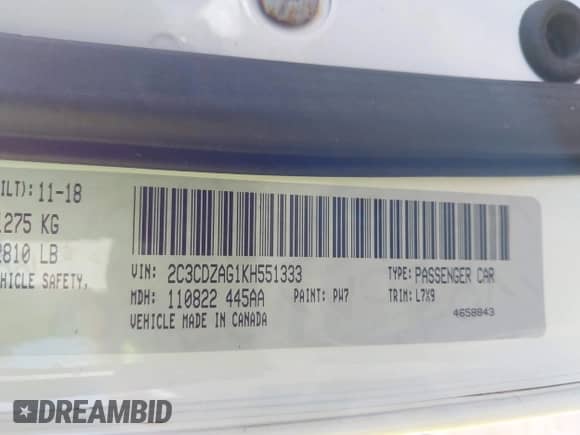 ILT): 11-18
1275 KG
2810 LB
HICLE SAFETY,
VIN: 2C3CDZAG1KH551333 TYPE: PASSENGER CAR
MDH: 110822 445AA PAINT: PW7 TRIM: L7X9
VEHICLE MADE IN CANADA 4658843
DREAMBID